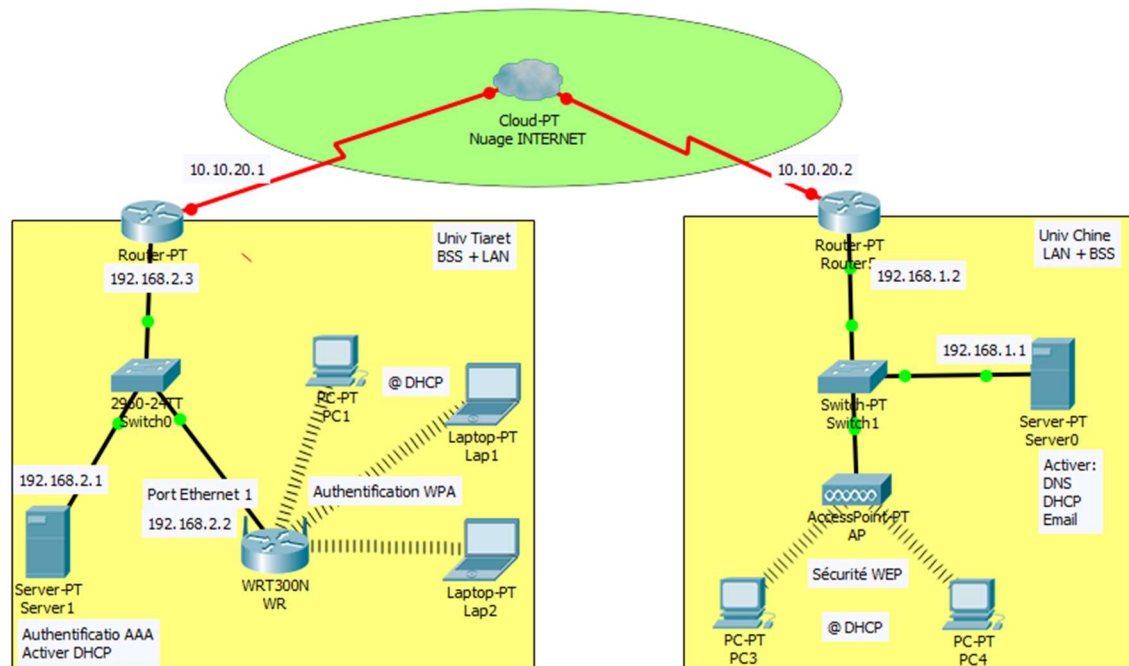 Cloud-PT
Nuage INTERNET
10.10.20.1
10.10.20.2
Router-PT
192.168.2.3
Univ Tiaret
BSS + LAN
2960-24TT
Switch0
PC-PT
PC1
@ DHCP
Laptop-PT
Lap1
192.168.2.1
Port Ethernet 1
192.168.2.2
Authentification WPA
Server-PT
Server1
WRT300N
WR
Laptop-PT
Lap2
Authentificatio AAA
Activer DHCP
Router-PT
Router5
192.168.1.2
Univ Chine
LAN + BSS
192.168.1.1
Switch-PT
Switch1
Server-PT
Server0
Activer:
DNS
DHCP
Email
AccessPoint-PT
AP
Sécurité WEP
@ DHCP
PC-PT
PC3
PC-PT
PC4